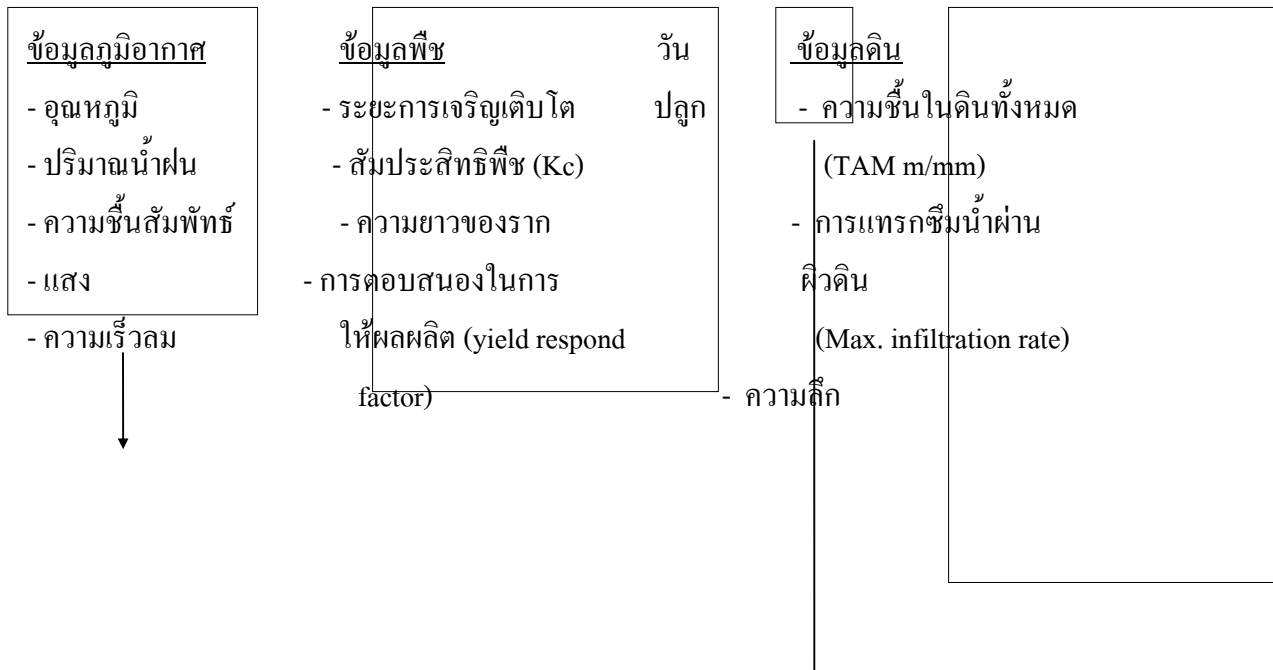 ข้อมูลภูมิอากาศ ข้อมูลพืช วัน ข้อมูลดิน
- อุณหภูมิ - ระยะการเจริญเติบโต ปลูก - ความชื้นในดินทั้งหมด
- ปริมาณน้ำฝน - สัมประสิทธิพืช (Kc) (TAM m/mm)
- ความชื้นสัมพัทธ์ - ความยาวของราก - การแทรกซึมน้ำผ่าน
- แสง - การตอบสนองในการ ผิวดิน
- ความเร็วลม ให้ผลผลิต (yield respond (Max. infiltration rate)
factor) - ความลึก